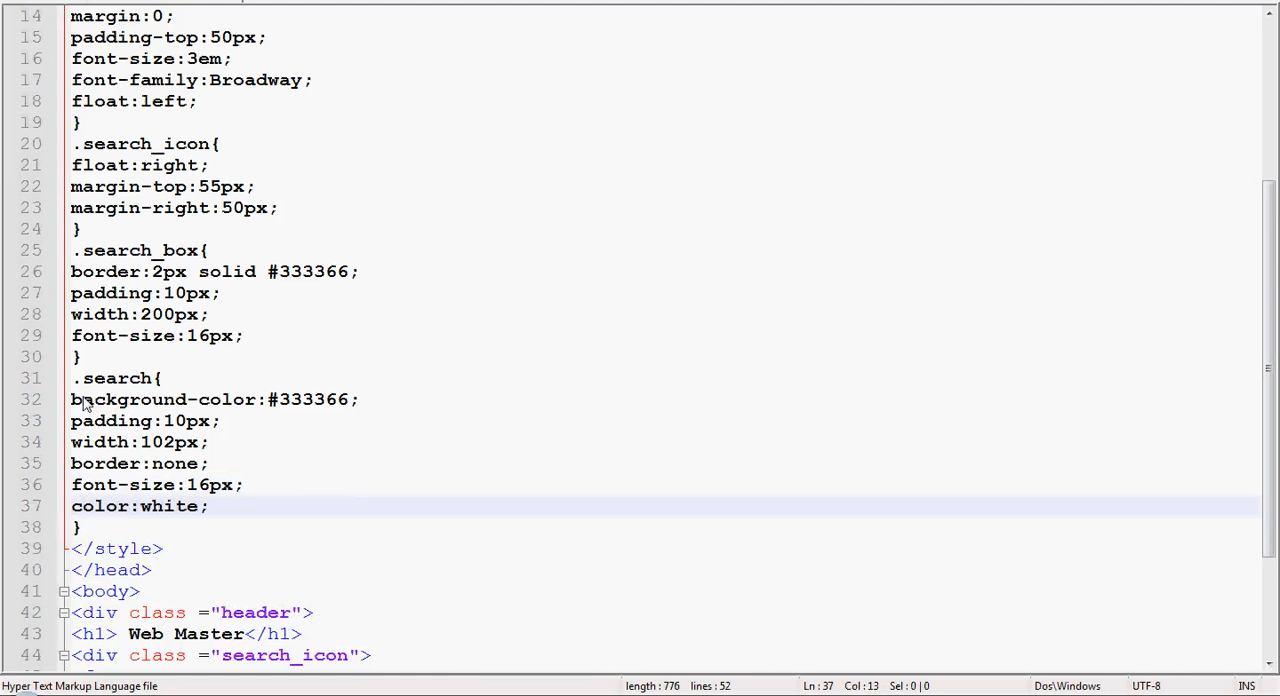 14 margin:0;
15 padding-top:50px;
16 font-size:3em;
17 font-family:Broadway;
18 float:left;
19 }
20 .search_icon{
21 float:right;
22 margin-top:55px;
23 margin-right:50px;
24 }
25 .search_box{
26 border:2px solid #333366;
27 padding:10px;
28 width:200px;
29 font-size:16px;
30 }
31 .search{
32 background-color:#333366;
33 padding:10px;
34 width:102px;
35 border:none;
36 font-size:16px;
37 color:white;
38 }
39 </style>
40 </head>
41 <body>
42 <div class ="header">
43 <h1> Web Master</h1>
44 <div class ="search_icon">
Hyper Text Markup Language file length : 776 lines : 52 Ln : 37 Col : 13 Sel : 0 | 0 Dos\Windows UTF-8 INS